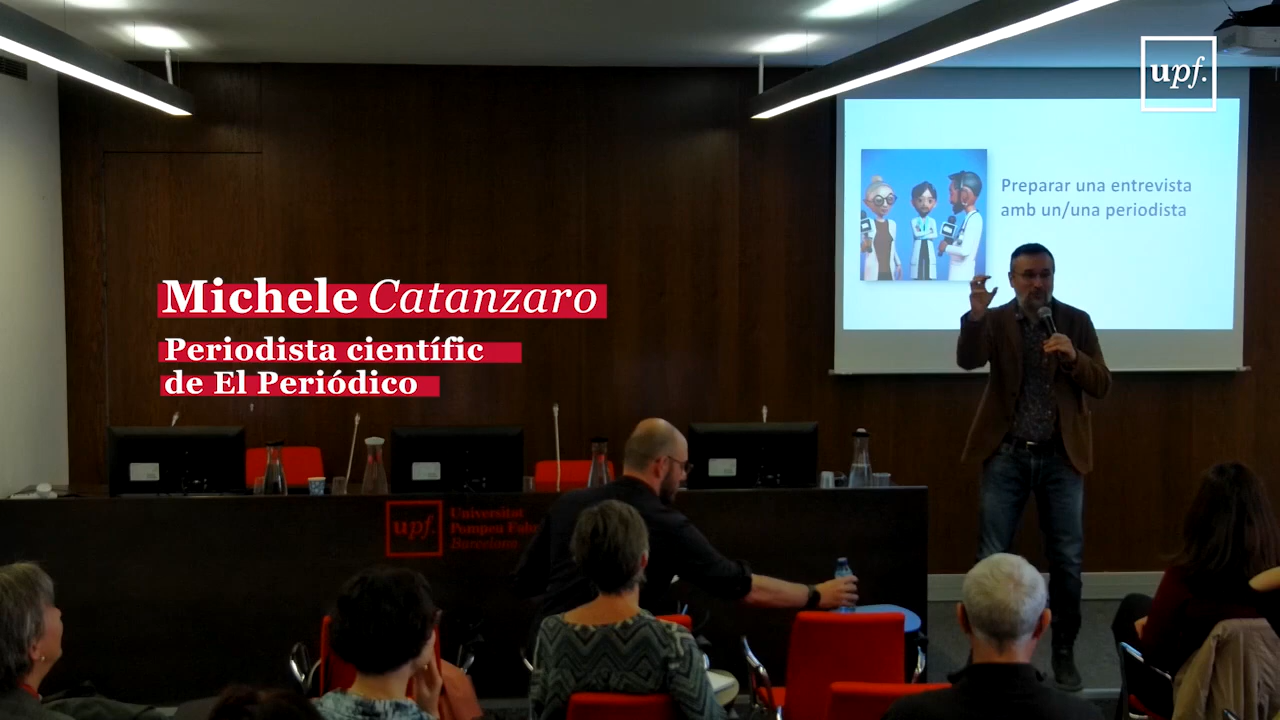 upf.
Preparar una entrevista
amb un/una periodista
Michele Catanzaro
Periodista científic
de El Periódico
upf.
Universitat
Pompeu Fabra
Barcelona